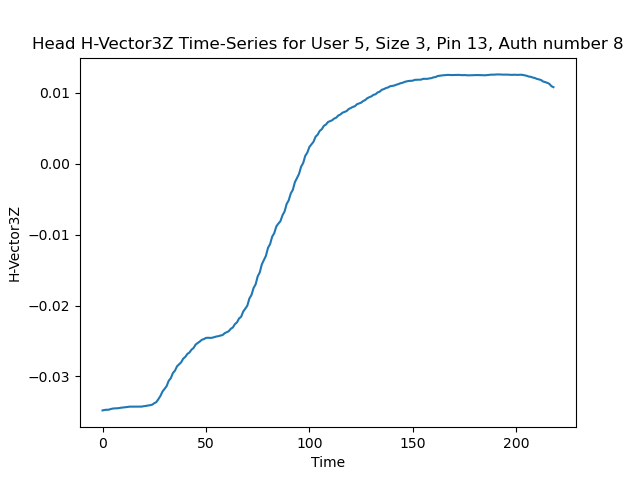 Head H-Vector3Z Time-Series for User 5, Size 3, Pin 13, Auth number 8
0.01
0.00
−0.01
−0.02
−0.03
H-Vector3Z
0 50 100 150 200
Time